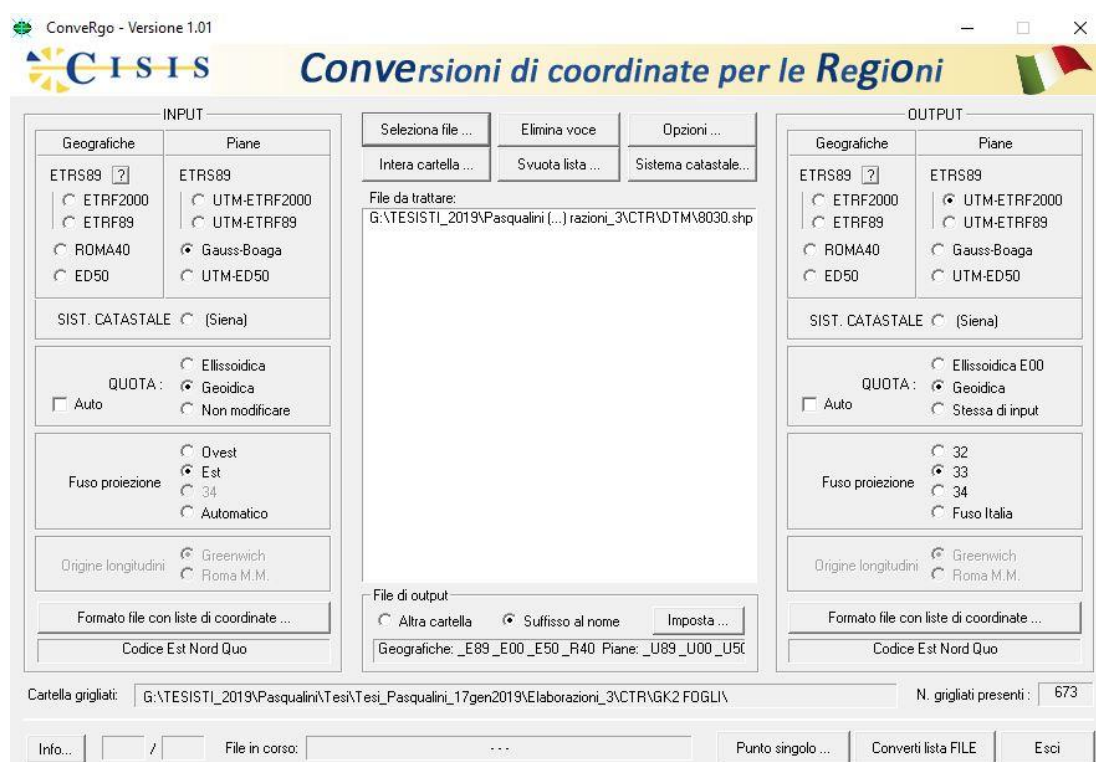 ConveRgo - Versione 1.01
CISIS
Conversioni di coordinate per le RegiOni
INPUT
Geografiche
Piane
ETRS89 ?
ETRF2000
ETRF89
ROMA40
ED50
ETRS89
UTM-ETRF2000
UTM-ETRF89
Gauss-Boaga
UTM-ED50
SIST. CATASTALE (Siena)
QUOTA :
Auto
Ellissoidica
Geoidica
Non modificare
Fuso proiezione
Ovest
Est
34
Automatico
Origine longitudini
Greenwich
Roma M.M.
Formato file con liste di coordinate ...
Codice Est Nord Quo
Seleziona file ...
Elimina voce
Opzioni ...
Intera cartella ...
Svuota lista ...
Sistema catastale...
File da trattare:
G:\TESISTI_2019\Pasqualini (...) razioni_3\CTR\DTM\8030.shp
File di output
Altra cartella
Suffisso al nome
Imposta ...
Geografiche: _E89 _E00 _E50 _R40 Piane: _U89 _U00 _U50
OUTPUT
Geografiche
Piane
ETRS89 ?
ETRF2000
ETRF89
ROMA40
ED50
ETRS89
UTM-ETRF2000
UTM-ETRF89
Gauss-Boaga
UTM-ED50
SIST. CATASTALE (Siena)
QUOTA :
Auto
Ellissoidica E00
Geoidica
Stessa di input
Fuso proiezione
32
33
34
Fuso Italia
Origine longitudini
Greenwich
Roma M.M.
Formato file con liste di coordinate ...
Codice Est Nord Quo
Cartella grigliati: G:\TESISTI_2019\Pasqualini\Tesi\Tesi_Pasqualini_17gen2019\Elaborazioni_3\CTR\GK2 FOGLI\
N. grigliati presenti : 673
Info... / File in corso: - - -
Punto singolo ...
Converti lista FILE
Esci